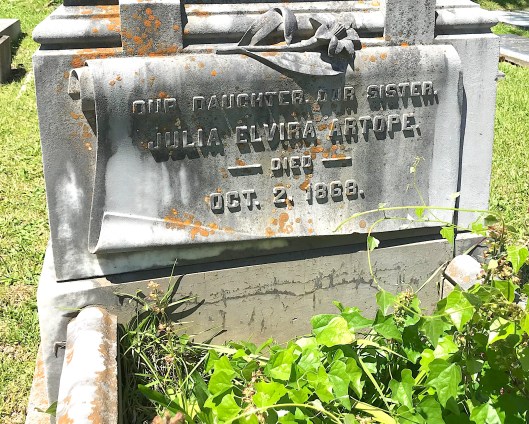 OUR DAUGHTER, OUR SISTER,
JULIA ELVIRA ARTOPE,
— DIED —
OCT. 2, 1868.